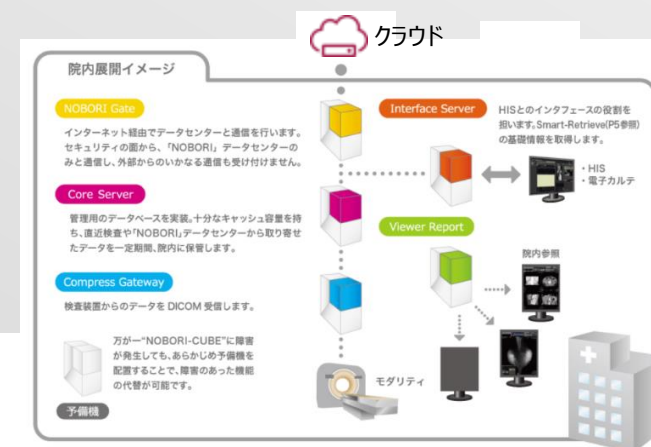 クラウド
院内展開イメージ
NOBORI Gate
インターネット経由でデータセンターと通信を行います。
セキュリティの面から、「NOBORI」データセンターの
みと通信し、外部からのいかなる通信も受け付けません。
Core Server
管理用のデータベースを実装。十分なキャッシュ容量を持
ち、直近検査や「NOBORI」データセンターから取り寄せ
たデータを一定期間、院内に保管します。
Compress Gateway
検査装置からのデータを DICOM 受信します。
万が一“NOBORI-CUBE”に障害
が発生しても、あらかじめ予備機を
配置することで、障害のあった機能
の代替が可能です。
予備機
Interface Server
HISとのインタフェースの役割を
担います。Smart-Retrieve(P5参照)
の基礎情報を取得します。
・HIS
・電子カルテ
Viewer Report
院内参照
モダリティ